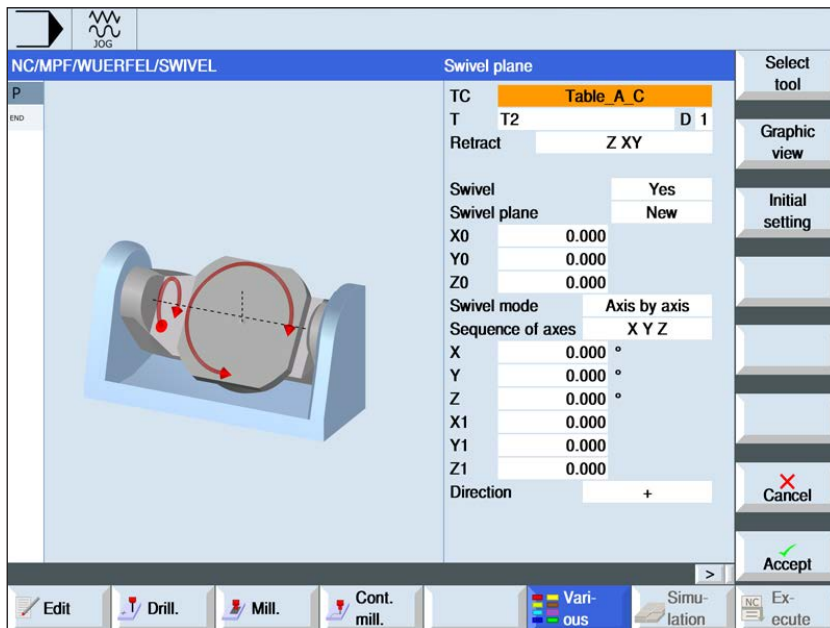 JOG
NC/MPF/WUERFEL/SWIVEL
Swivel plane
P
END
TC Table_A_C
T T2 D 1
Retract Z XY
Swivel Yes
Swivel plane New
X0 0.000
Y0 0.000
Z0 0.000
Swivel mode Axis by axis
Sequence of axes X Y Z
X 0.000 °
Y 0.000 °
Z 0.000 °
X1 0.000
Y1 0.000
Z1 0.000
Direction +
>
Select
tool
Graphic
view
Initial
setting
Cancel
Accept
Edit
Drill.
Mill.
Cont.
mill.
Vari-
ous
Simu-
lation
NC
Ex-
ecute